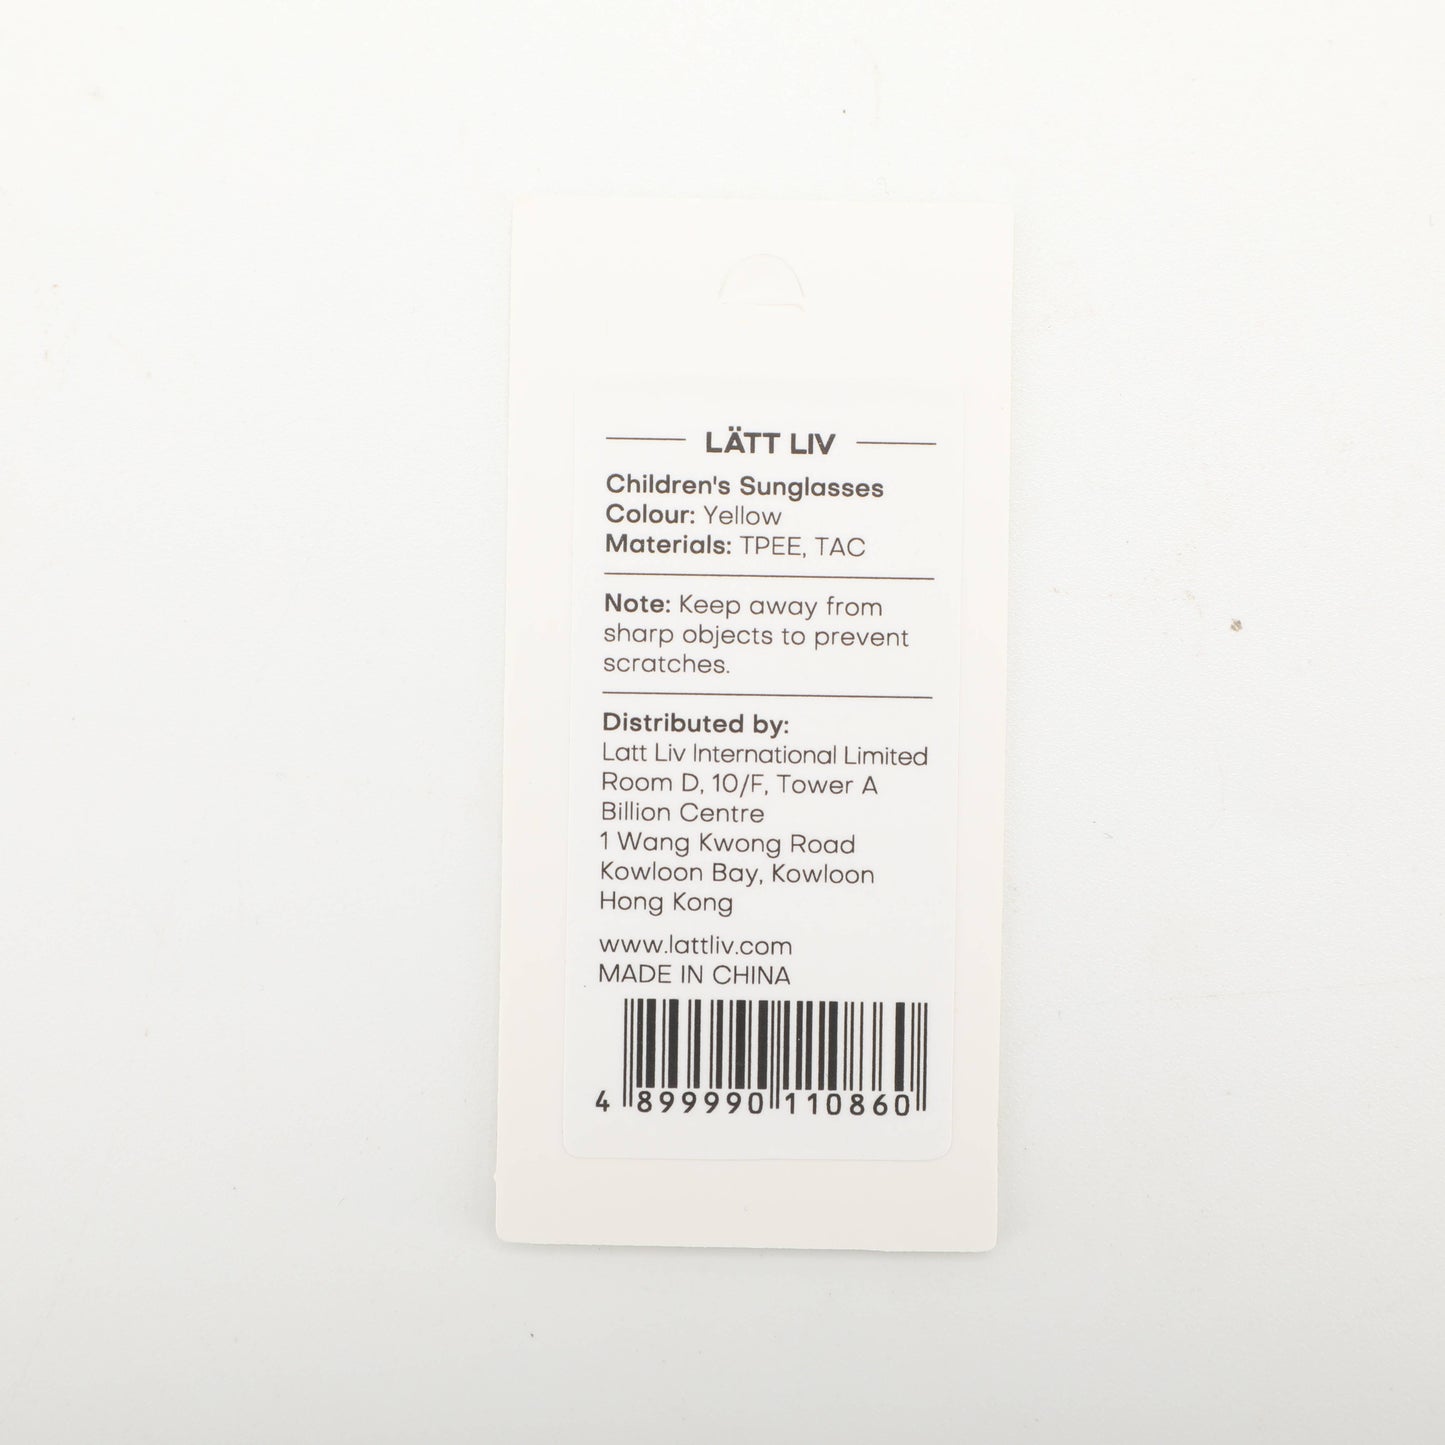 LÄTT LIV
Children's Sunglasses
Colour: Yellow
Materials: TPEE, TAC
Note: Keep away from
sharp objects to prevent
scratches.
Distributed by:
Latt Liv International Limited
Room D, 10/F, Tower A
Billion Centre
1 Wang Kwong Road
Kowloon Bay, Kowloon
Hong Kong
www.lattliv.com
MADE IN CHINA
4 899990 110860